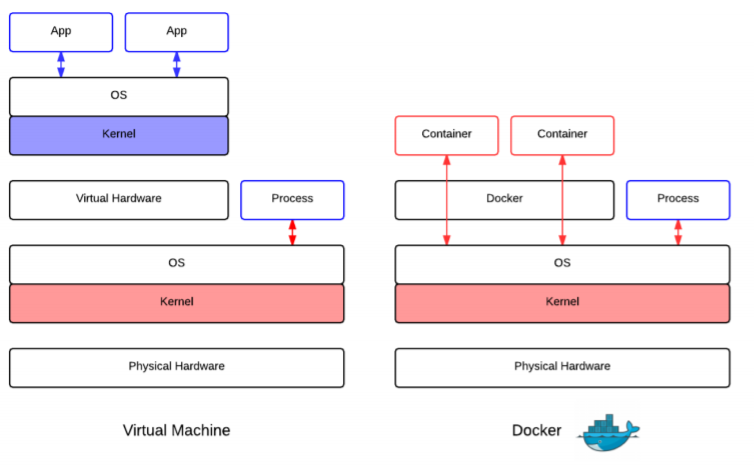 App
App
OS
Kernel
Virtual Hardware
Process
OS
Kernel
Physical Hardware
Virtual Machine
Container
Container
Docker
Process
OS
Kernel
Physical Hardware
Docker